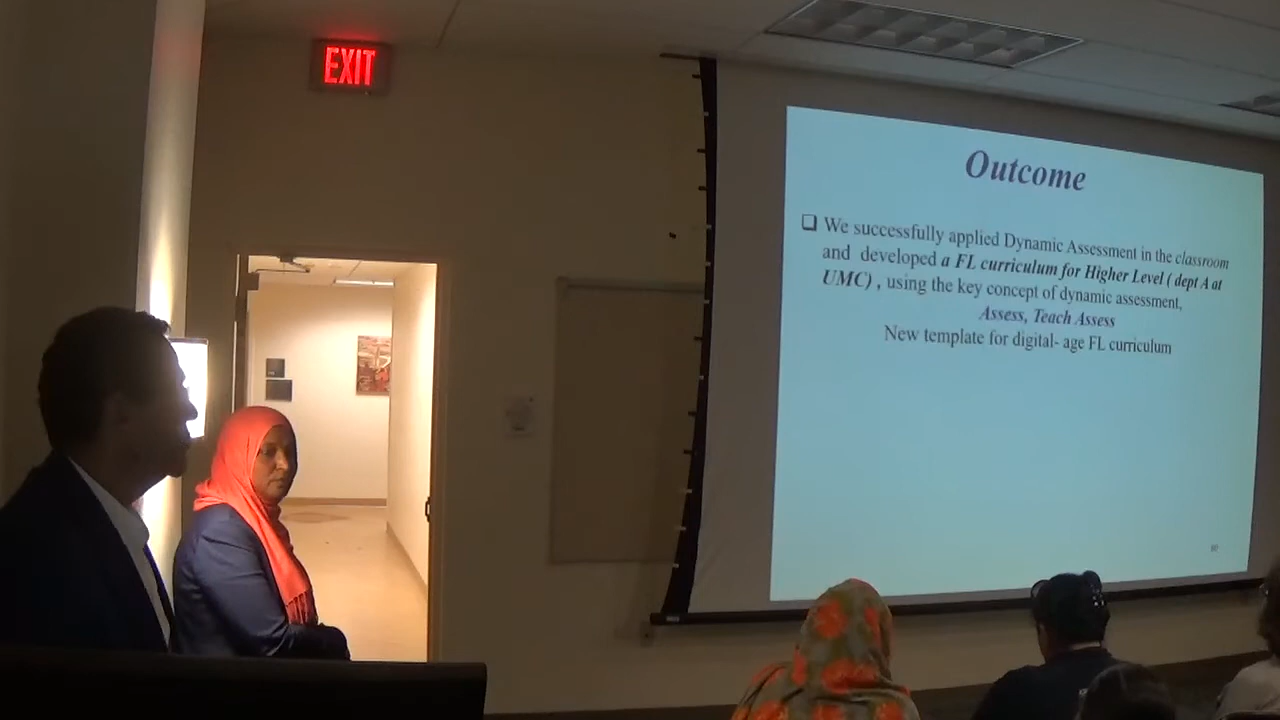 EXIT
Outcome
❑ We successfully applied Dynamic Assessment in the classroom
and developed a FL curriculum for Higher Level ( dept A at
UMC) , using the key concept of dynamic assessment,
Assess, Teach Assess
New template for digital- age FL curriculum